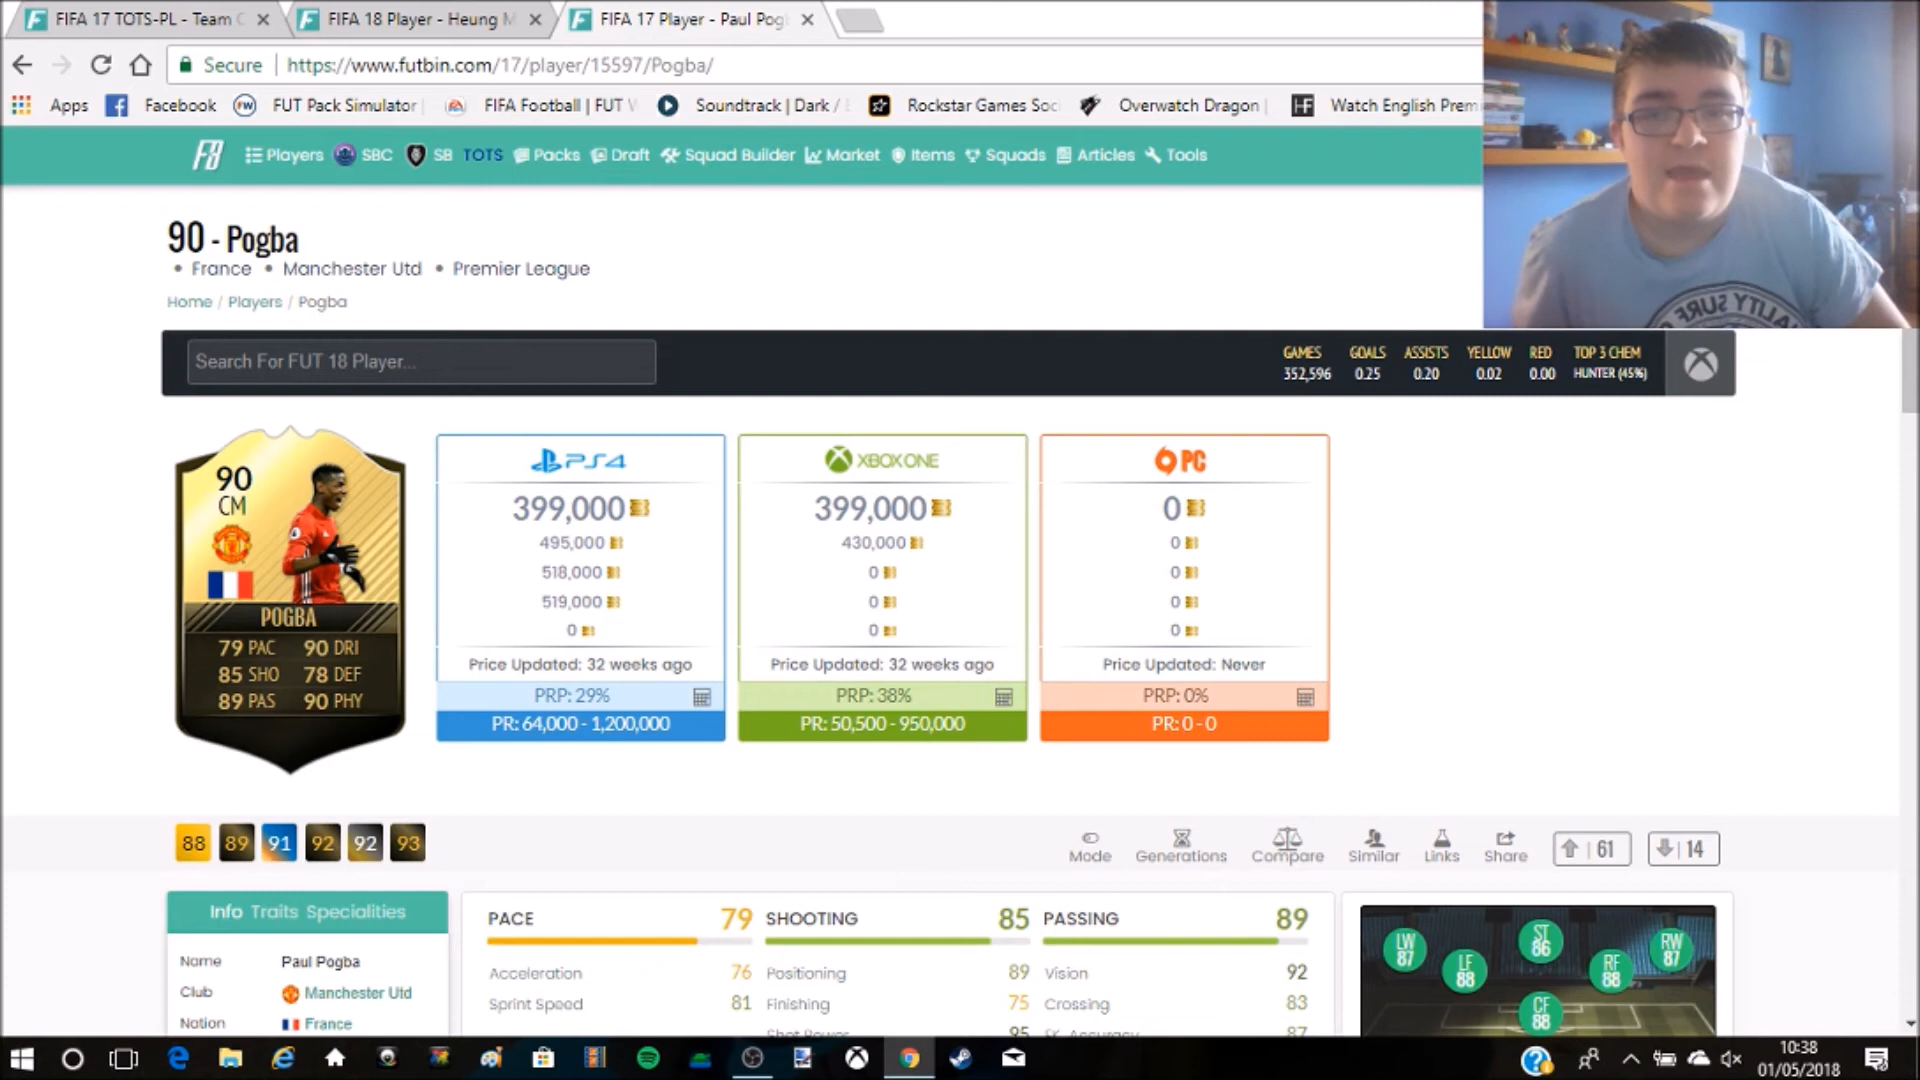 FIFA 17 TOTS-PL - Team C
FIFA 18 Player - Heung M
FIFA 17 Player - Paul Pog
Secure
https://www.futbin.com/17/player/15597/Pogba/
Apps
Facebook
FUT Pack Simulator
FIFA Football | FUT
Soundtrack | Dark /
Rockstar Games Soc
Overwatch Dragon
HF
Watch English Premi
Players SBC SB TOTS Packs Draft Squad Builder Market Items Squads Articles Tools
90 - Pogba
• France • Manchester Utd • Premier League
Home / Players / Pogba
Search For FUT 18 Player...
GAMES GOALS ASSISTS YELLOW RED TOP 3 CHEM
352,596 0.25 0.20 0.02 0.00 HUNTER (45%)
90
CM
POGBA
79 PAC 90 DRI
85 SHO 78 DEF
89 PAS 90 PHY
PS4
399,000
495,000
518,000
519,000
0
Price Updated: 32 weeks ago
PRP: 29%
PR: 64,000 - 1,200,000
XBOX ONE
399,000
430,000
0
0
0
Price Updated: 32 weeks ago
PRP: 38%
PR: 50,500 - 950,000
PC
0
0
0
0
0
Price Updated: Never
PRP: 0%
PR: 0 - 0
88 89 91 92 92 93
Mode Generations Compare Similar Links Share
61
14
Info Traits Specialities
Name Paul Pogba
Club Manchester Utd
Nation France
PACE 79
Acceleration 76
Sprint Speed 81
SHOOTING 85
Positioning 89
Finishing 75
Shot Power 95
PASSING 89
Vision 92
Crossing 83
FK Accuracy 87
LW 87
LF 88
ST 86
RF 88
RW 87
CF 88
10:38
01/05/2018